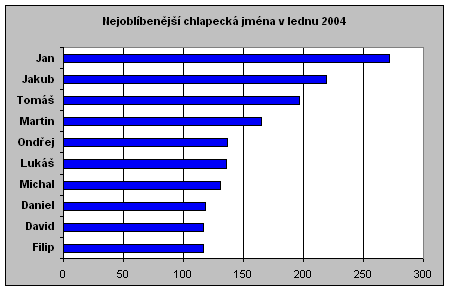 Nejoblíbenější chlapecká jména v lednu 2004
Jan
Jakub
Tomáš
Martin
Ondřej
Lukáš
Michal
Daniel
David
Filip
0 50 100 150 200 250 300